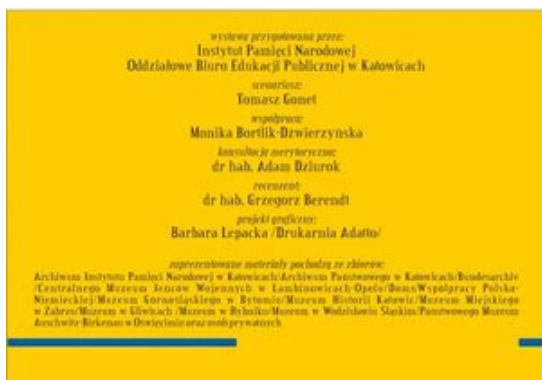 wystawa przygotowana przez:
Instytut Pamięci Narodowej
Oddziałowe Biuro Edukacji Publicznej w Katowicach
scenariusz:
Tomasz Gonet
współpraca:
Monika Bortlik-Dźwierzynska
konsultacja merytoryczna:
dr hab. Adam Dziurok
recenzent:
dr hab. Grzegorz Berendt
projekt graficzny:
Barbara Lepacka /Drukarnia Adatto/
zaprezentowane materiały pochodzą ze zbiorów:
Archiwum Instytutu Pamięci Narodowej w Katowicach/Archiwum Państwowego w Katowicach/Bundesarchiv
/Centralnego Muzeum Jeńców Wojennych w Łambinowicach-Opolu/Domu Współpracy Polsko-
Niemieckiej/Muzeum Górnośląskiego w Bytomiu/Muzeum Historii Katowic/Muzeum Miejskiego
w Zabrzu/Muzeum w Gliwicach /Muzeum w Rybniku/Muzeum w Wodzisławiu Śląskim/Państwowego Muzeum
Auschwitz-Birkenau w Oświęcimiu oraz osób prywatnych